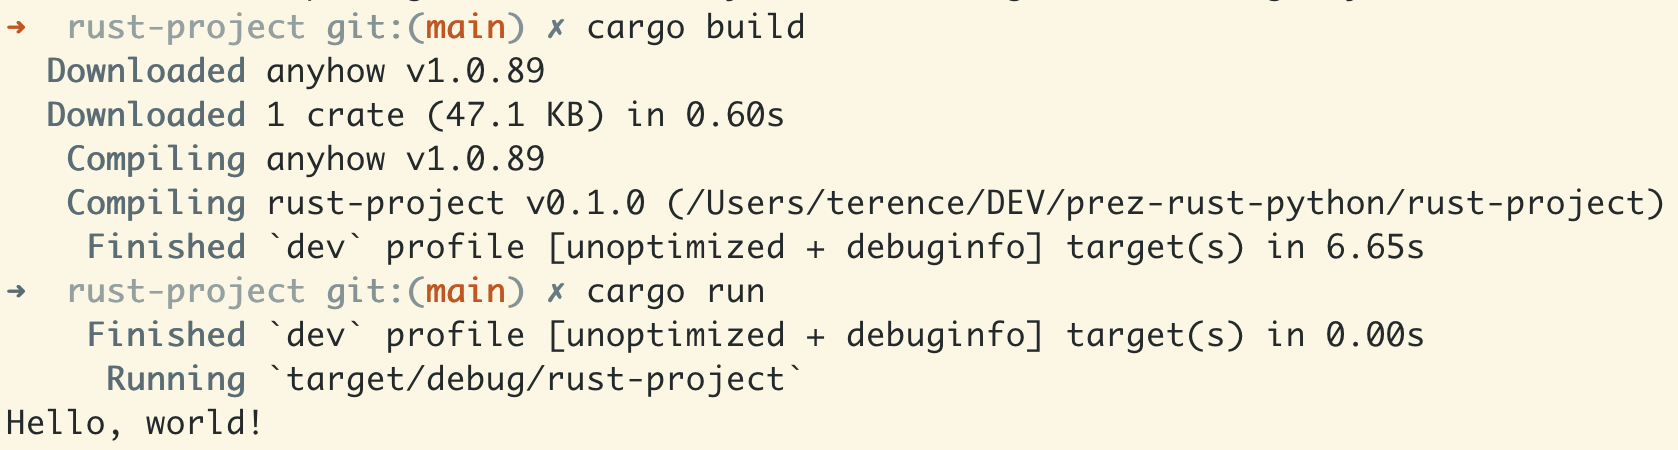 ➜  rust-project git:(main) ✗ cargo build
  Downloaded anyhow v1.0.89
  Downloaded 1 crate (47.1 KB) in 0.60s
   Compiling anyhow v1.0.89
   Compiling rust-project v0.1.0 (/Users/terence/DEV/prez-rust-python/rust-project)
    Finished `dev` profile [unoptimized + debuginfo] target(s) in 6.65s
➜  rust-project git:(main) ✗ cargo run
    Finished `dev` profile [unoptimized + debuginfo] target(s) in 0.00s
     Running `target/debug/rust-project`
Hello, world!